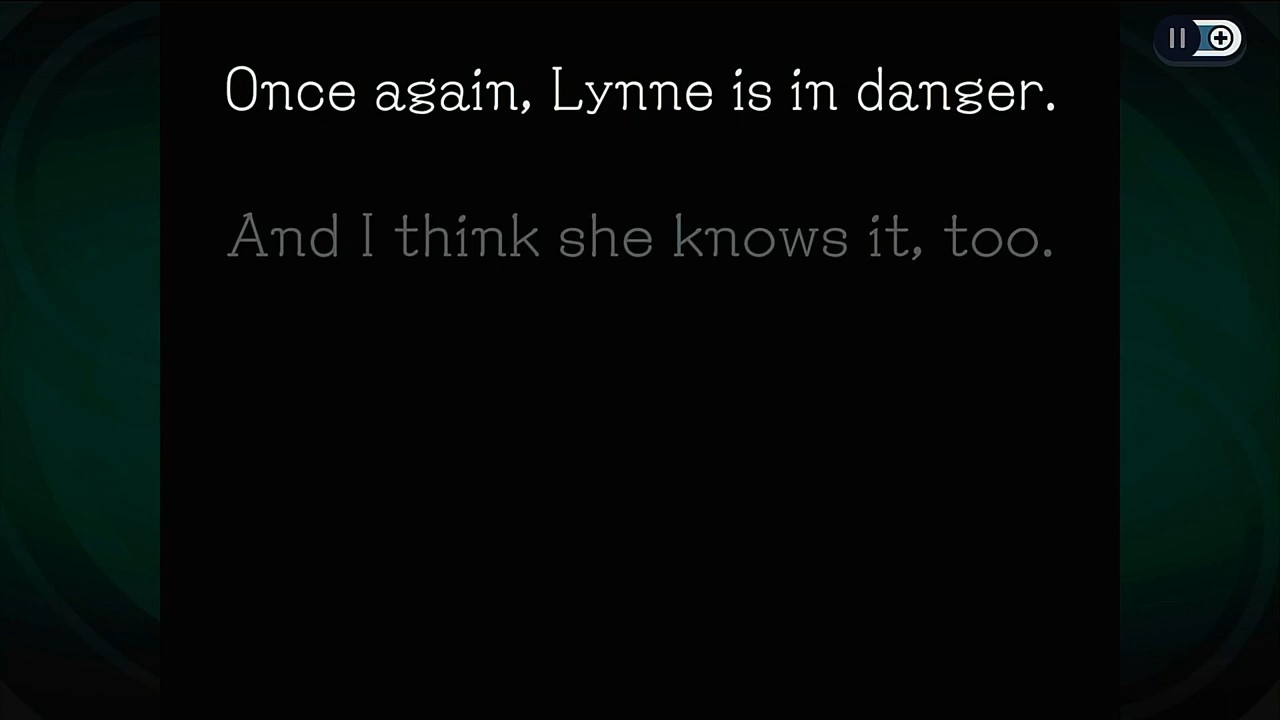 Once again, Lynne is in danger.
And I think she knows it, too.